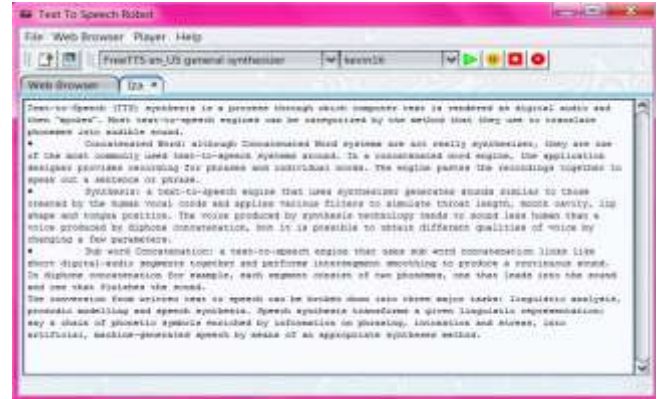 Text To Speech Robot
File Web Browser Player Help
FreeTTS en_US general synthesizer kevin16
Web Browser Iza
Text-to-Speech (TTS) synthesis is a process through which computer text is rendered as digital audio and
then "spoken". Most text-to-speech engines can be categorized by the method that they use to translate
phonemes into audible sound.
• Concatenated Word: although Concatenated Word systems are not really synthesizers, they are one
of the most commonly used text-to-speech systems around. In a concatenated word engine, the application
designer provides recording for phrases and individual words. The engine pastes the recordings together to
speak out a sentence or phrase.
• Synthesis: a text-to-speech engine that uses synthesizer generates sounds similar to those
created by the human vocal cords and applies various filters to simulate throat length, mouth cavity, lip
shape and tongue position. The voice produced by synthesis technology tends to sound less human than a
voice produced by diphone concatenation, but it is possible to obtain different qualities of voice by
changing a few parameters.
• Sub word Concatenation: a text-to-speech engine that uses sub word concatenation links like
short digital-audio segments together and performs intersegment smoothing to produce a continuous sound.
In diphone concatenation for example, each segment consist of two phonemes, one that leads into the sound
and one that finishes the sound.
The conversion from written text to speech can be broken down into three major tasks: linguistic analysis,
prosodic modelling and speech synthesis. Speech synthesis transforms a given linguistic representation;
say a chain of phonetic symbols enriched by information on phrasing, intonation and stress, into
artificial, machine-generated speech by means of an appropriate synthesis method.